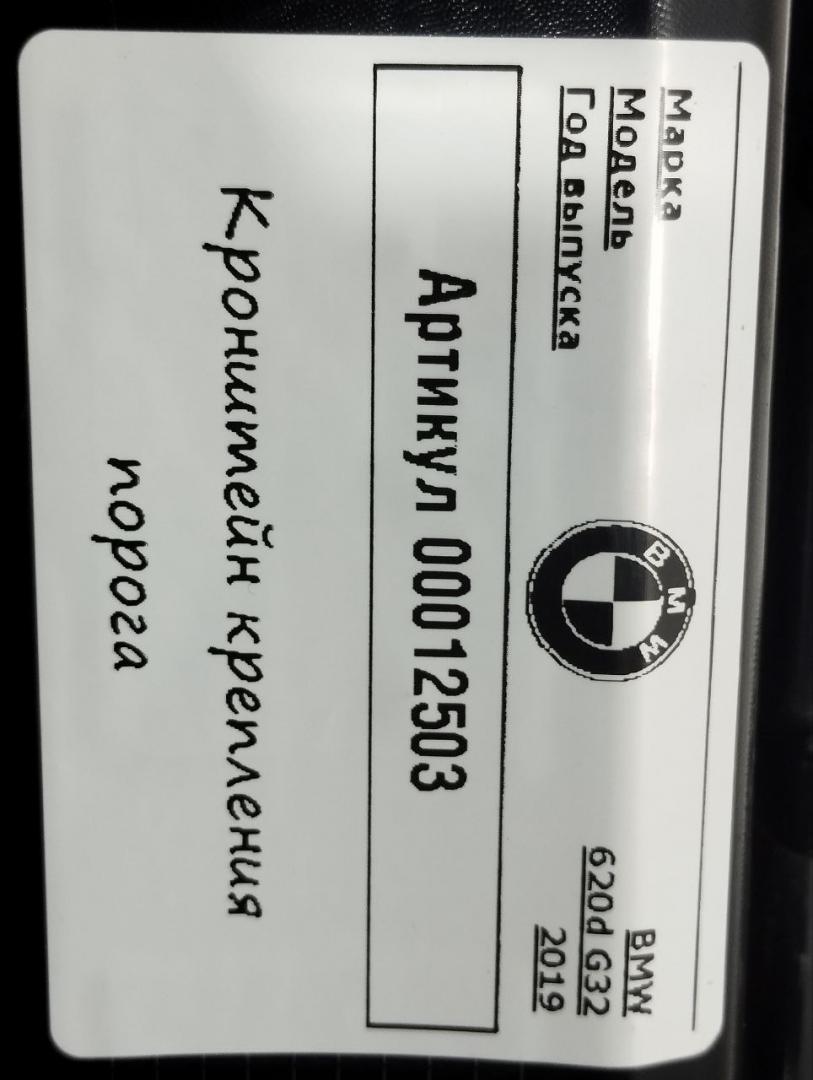 Марка BMW
Модель 620d G32
Год выпуска 2019
BMW
Артикул 00012503
Кронштейн крепления
порога